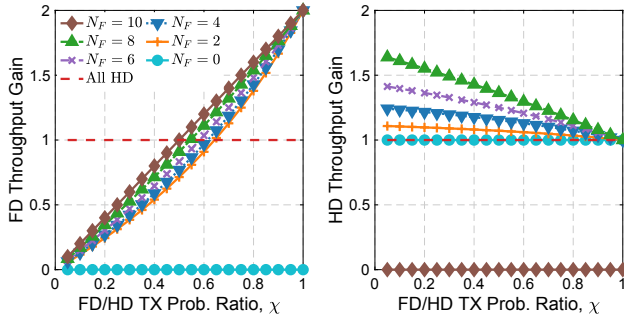 2
1.5
1
0.5
0
FD Throughput Gain
N_F = 10
N_F = 4
N_F = 8
N_F = 2
N_F = 6
N_F = 0
All HD
0 0.2 0.4 0.6 0.8 1
FD/HD TX Prob. Ratio, χ
2
1.5
1
0.5
0
HD Throughput Gain
0 0.2 0.4 0.6 0.8 1
FD/HD TX Prob. Ratio, χ